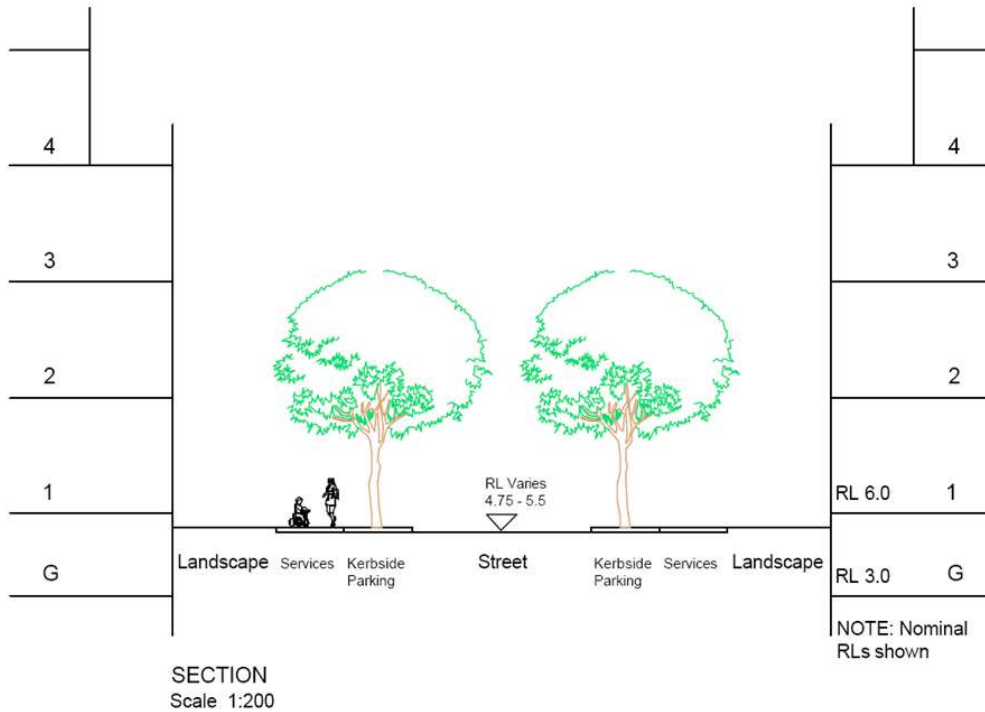 4
4
3
3
2
2
RL Varies
4.75 - 5.5
1
RL 6.0
1
Landscape
Services
Kerbside
Parking
Street
Kerbside
Parking
Services
Landscape
G
RL 3.0
G
NOTE: Nominal
RLs shown
SECTION
Scale 1:200